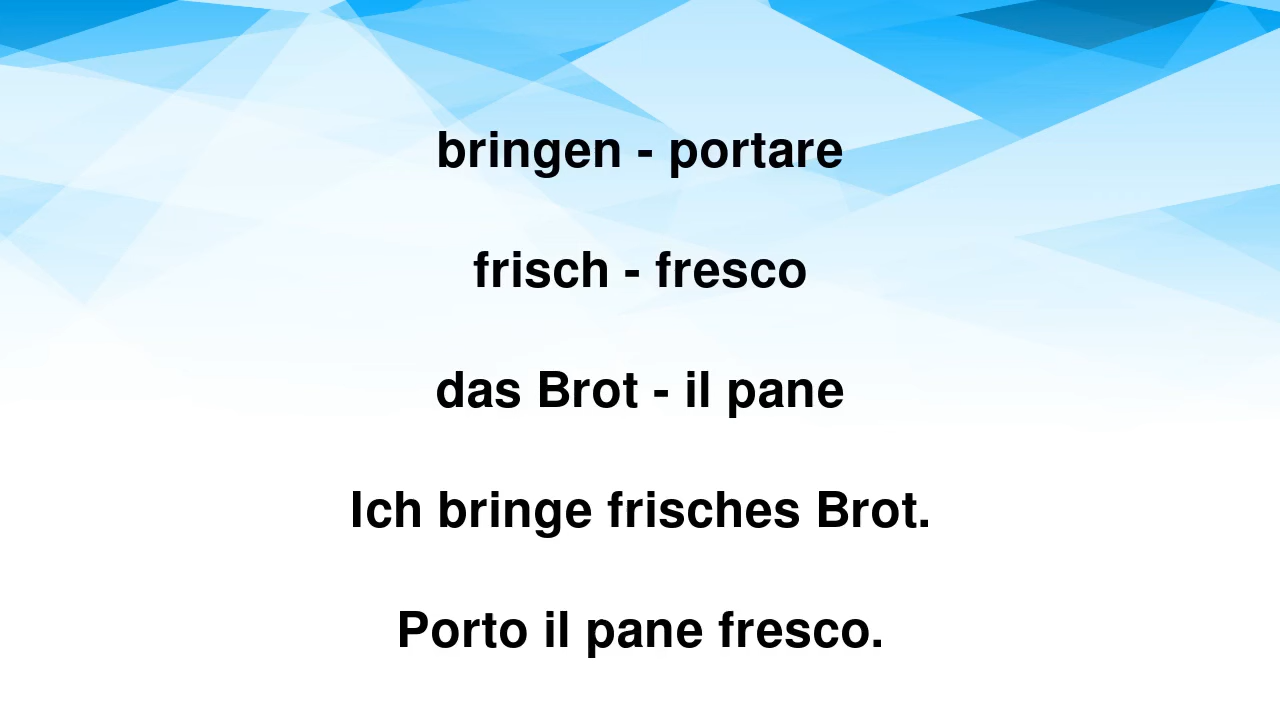 bringen - portare
frisch - fresco
das Brot - il pane
Ich bringe frisches Brot.
Porto il pane fresco.